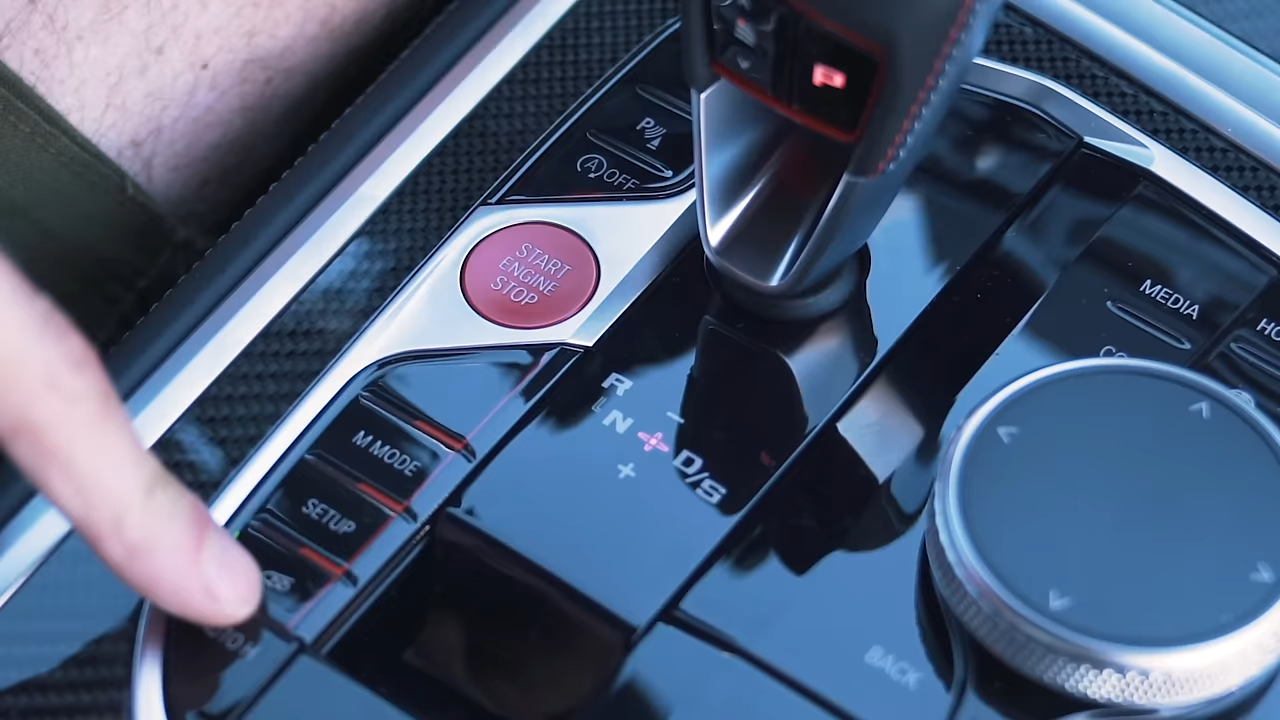 P
P
A OFF
START
ENGINE
STOP
MEDIA
R
N
D/S
M MODE
SETUP
BACK